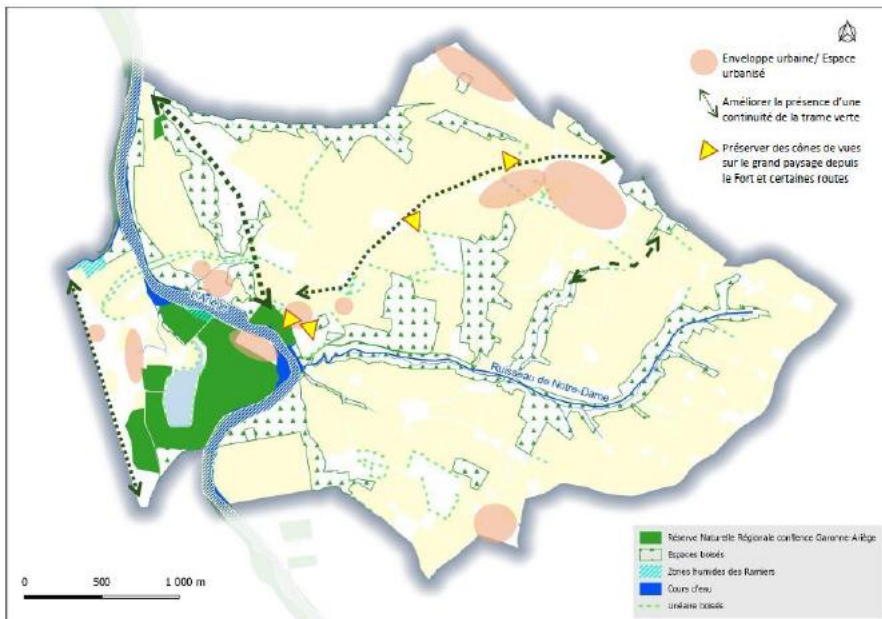 Enveloppe urbaine/ Espace
urbanisé
Améliorer la présence d'une
continuité de la trame verte
Préserver des cônes de vues
sur le grand paysage depuis
le Fort et certaines routes
Ruisseau de Notre-Dame
Réserve Naturelle Régionale confluence Garonne-Ariège
Espaces boisés
Zones humides des Ramiers
Cours d'eau
Linéaire boisés
0 500 1 000 m